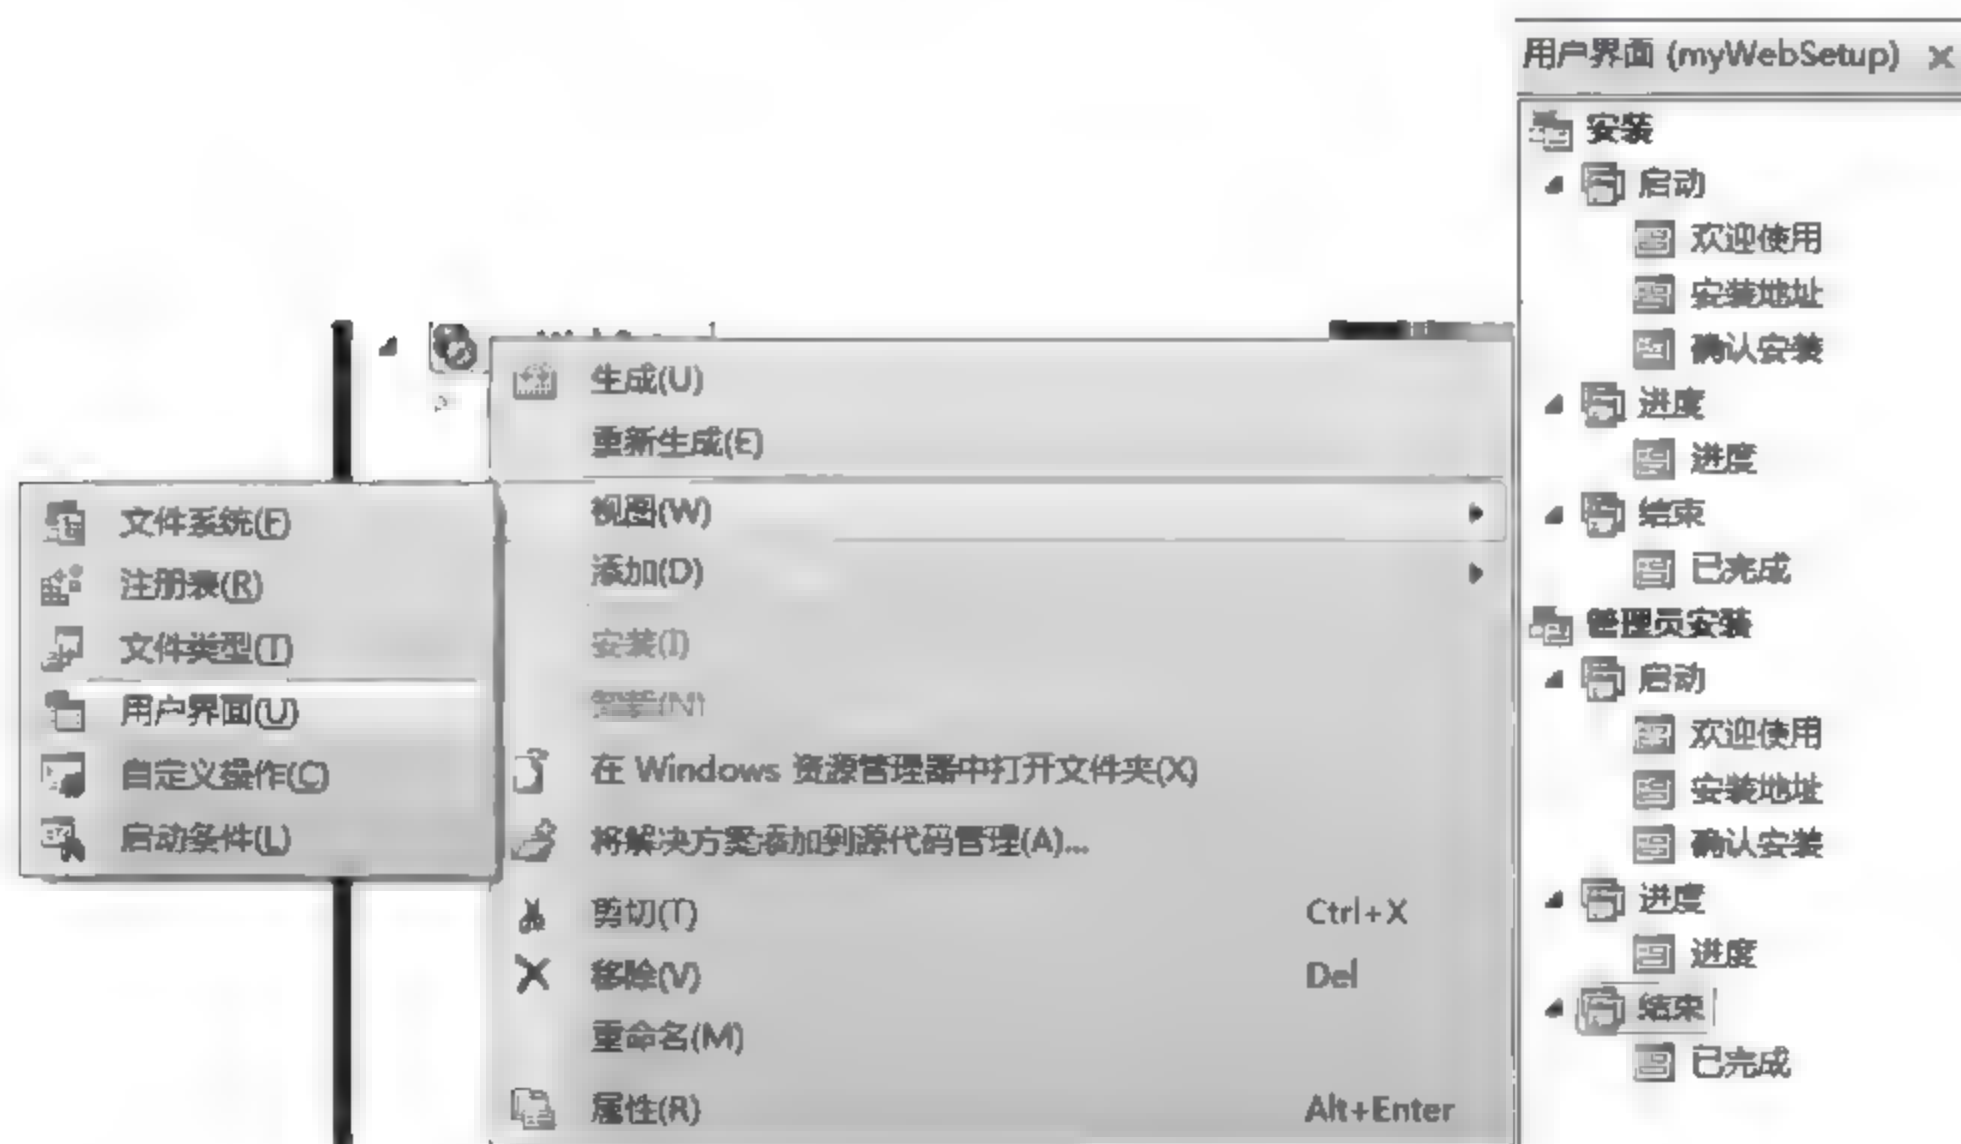 文件系统(F)
注册表(R)
文件类型(T)
用户界面(U)
自定义操作(C)
启动条件(L)
生成(U)
重新生成(E)
视图(W)
添加(D)
安装(I)
卸载(N)
在 Windows 资源管理器中打开文件夹(X)
将解决方案添加到源代码管理(A)...
剪切(T) Ctrl+X
移除(V) Del
重命名(M)
属性(R) Alt+Enter
用户界面 (myWebSetup) ×
安装
启动
欢迎使用
安装地址
确认安装
进度
进度
结束
已完成
管理员安装
启动
欢迎使用
安装地址
确认安装
进度
进度
结束
已完成